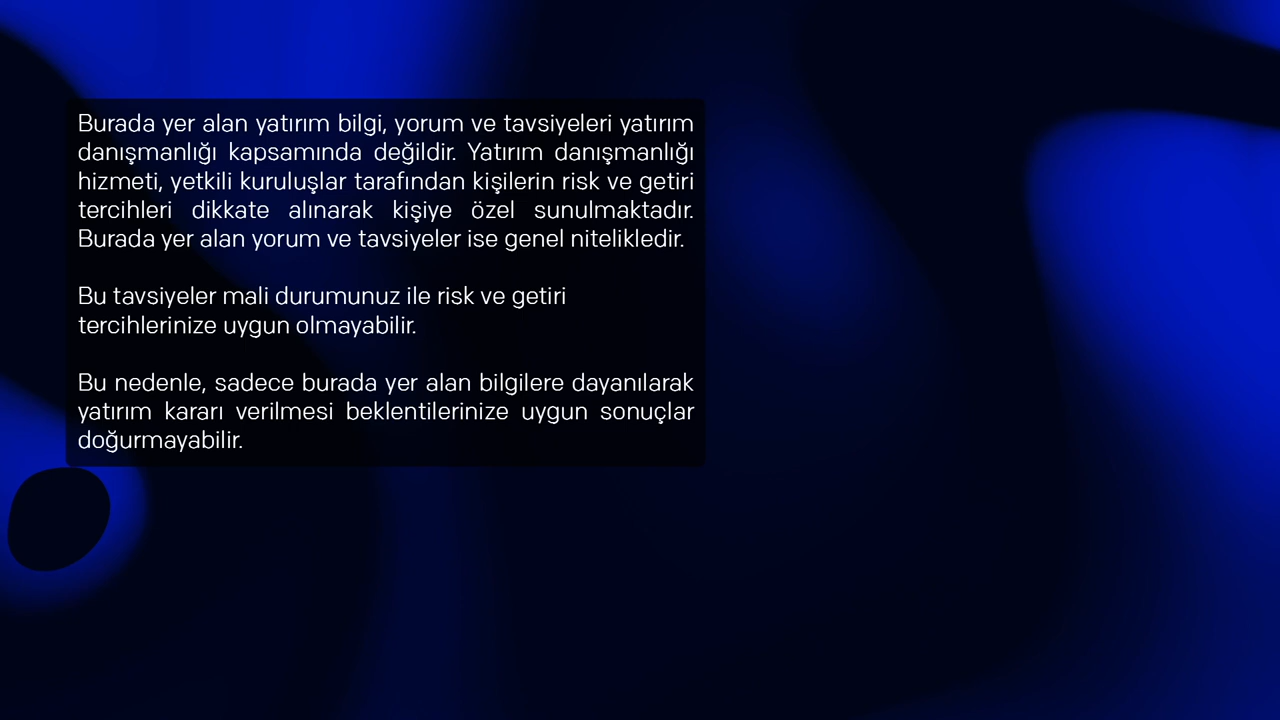 Burada yer alan yatırım bilgi, yorum ve tavsiyeleri yatırım
danışmanlığı kapsamında değildir. Yatırım danışmanlığı
hizmeti, yetkili kuruluşlar tarafından kişilerin risk ve getiri
tercihleri dikkate alınarak kişiye özel sunulmaktadır.
Burada yer alan yorum ve tavsiyeler ise genel nitelikledir.
Bu tavsiyeler mali durumunuz ile risk ve getiri
tercihlerinize uygun olmayabilir.
Bu nedenle, sadece burada yer alan bilgilere dayanılarak
yatırım kararı verilmesi beklentilerinize uygun sonuçlar
doğurmayabilir.